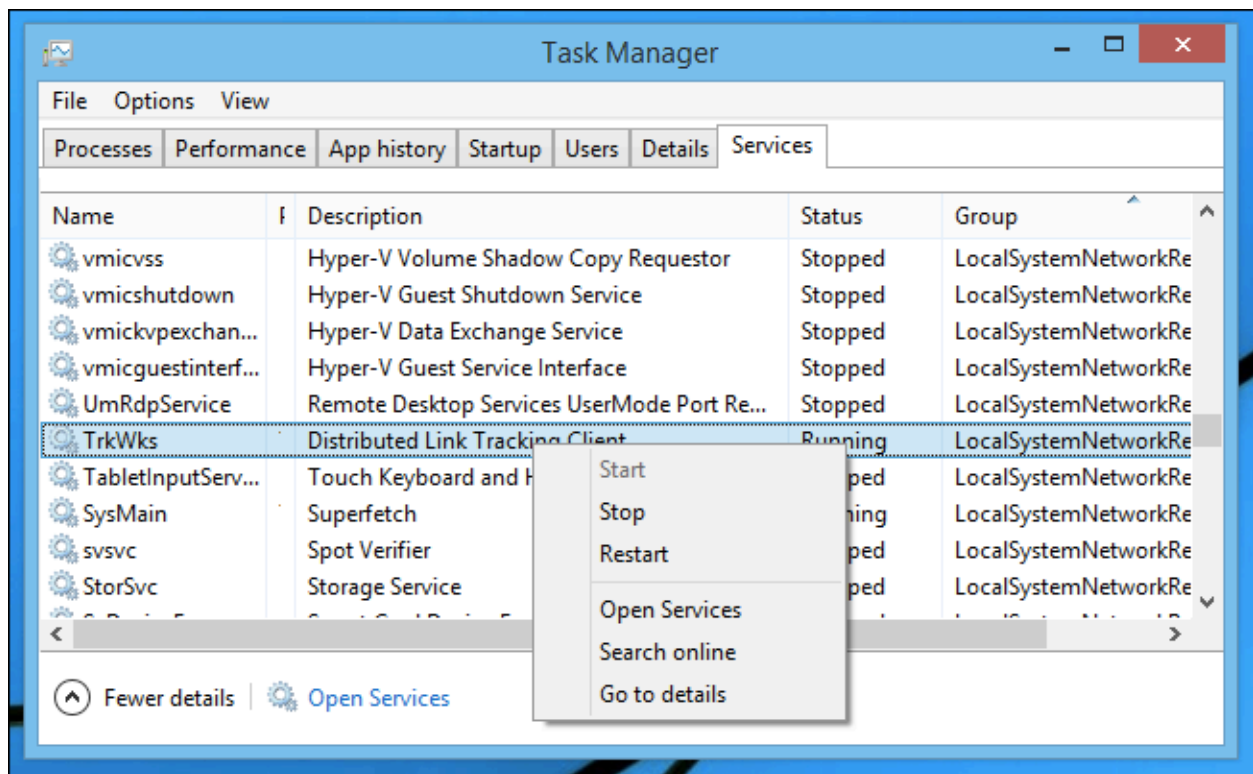 Task Manager
File Options View
Processes Performance App history Startup Users Details Services
Name Description Status Group
vmicvss Hyper-V Volume Shadow Copy Requestor Stopped LocalSystemNetworkRe
vmicshutdown Hyper-V Guest Shutdown Service Stopped LocalSystemNetworkRe
vmickvpexchan... Hyper-V Data Exchange Service Stopped LocalSystemNetworkRe
vmicguestinterf... Hyper-V Guest Service Interface Stopped LocalSystemNetworkRe
UmRdpService Remote Desktop Services UserMode Port Re... Stopped LocalSystemNetworkRe
TrkWks Distributed Link Tracking Client Running LocalSystemNetworkRe
TabletInputServ... Touch Keyboard and H ped LocalSystemNetworkRe
SysMain Superfetch ning LocalSystemNetworkRe
svsvc Spot Verifier ped LocalSystemNetworkRe
StorSvc Storage Service ped LocalSystemNetworkRe
Start
Stop
Restart
Open Services
Search online
Go to details
Fewer details Open Services